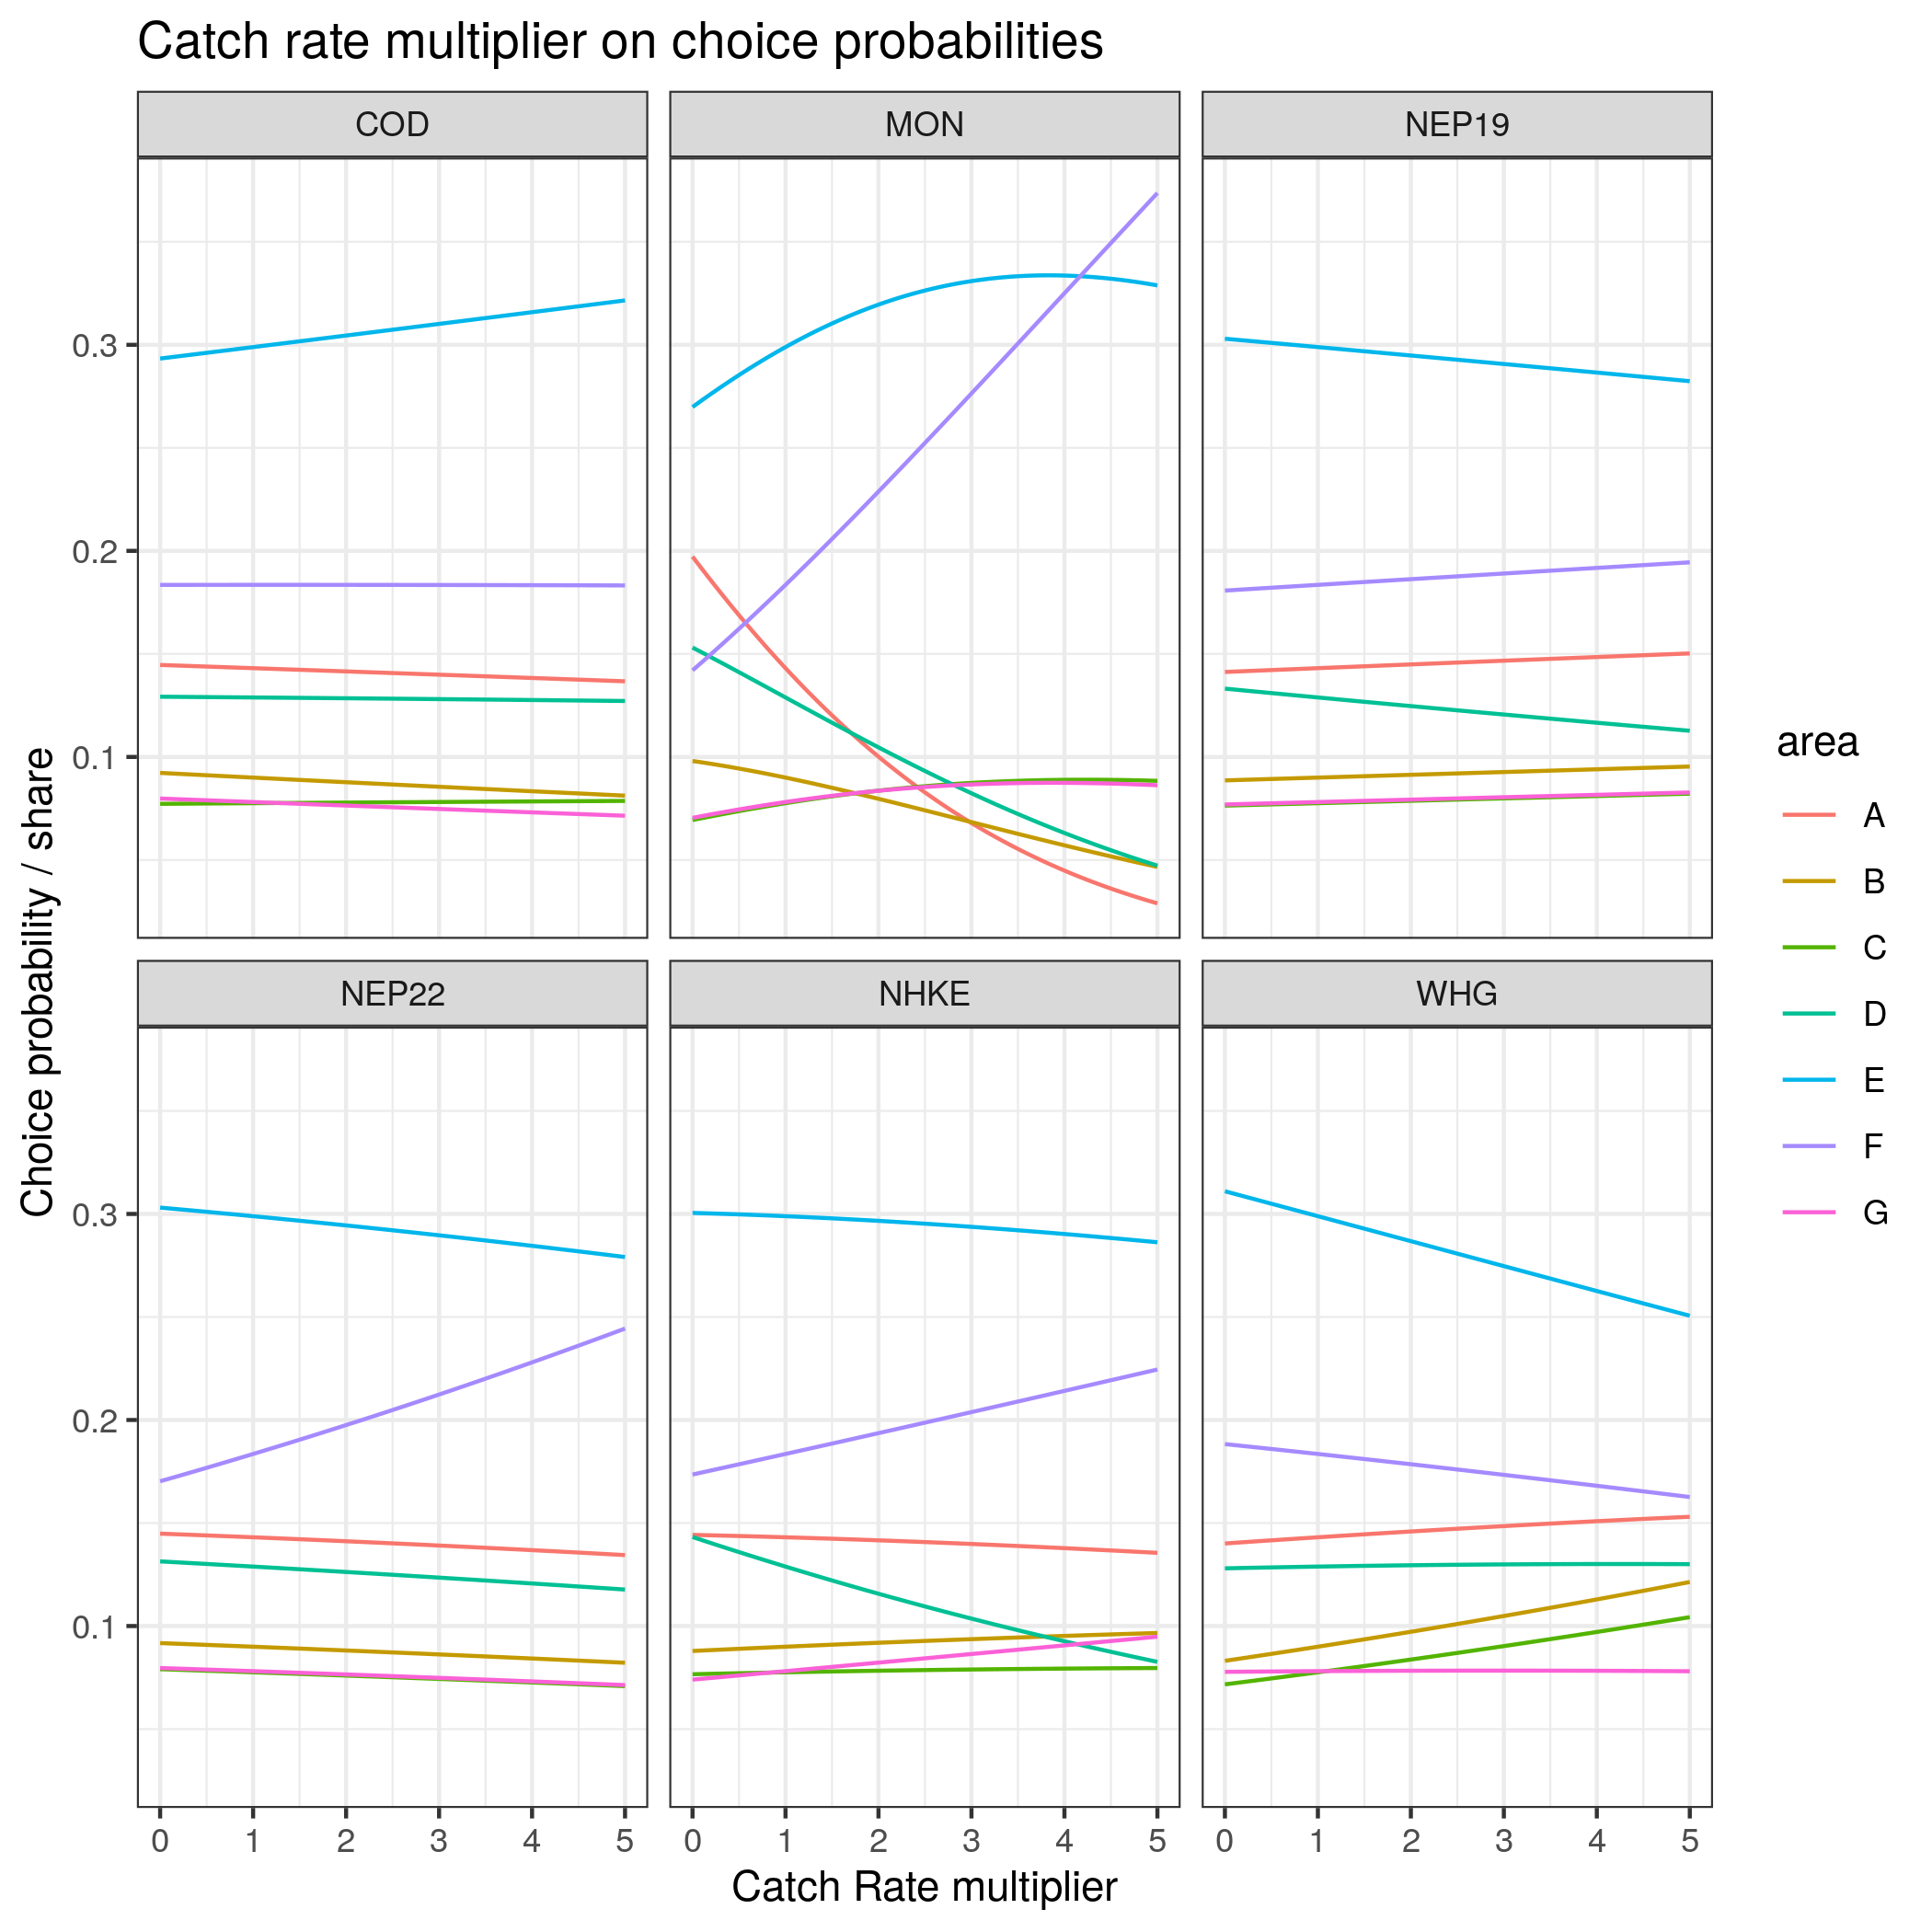 Catch rate multiplier on choice probabilities
COD
MON
NEP19
0.3
0.2
0.1
NEP22
NHKE
WHG
0.3
0.2
0.1
0 1 2 3 4 5
0 1 2 3 4 5
0 1 2 3 4 5
Catch Rate multiplier
Choice probability / share
area
A
B
C
D
E
F
G